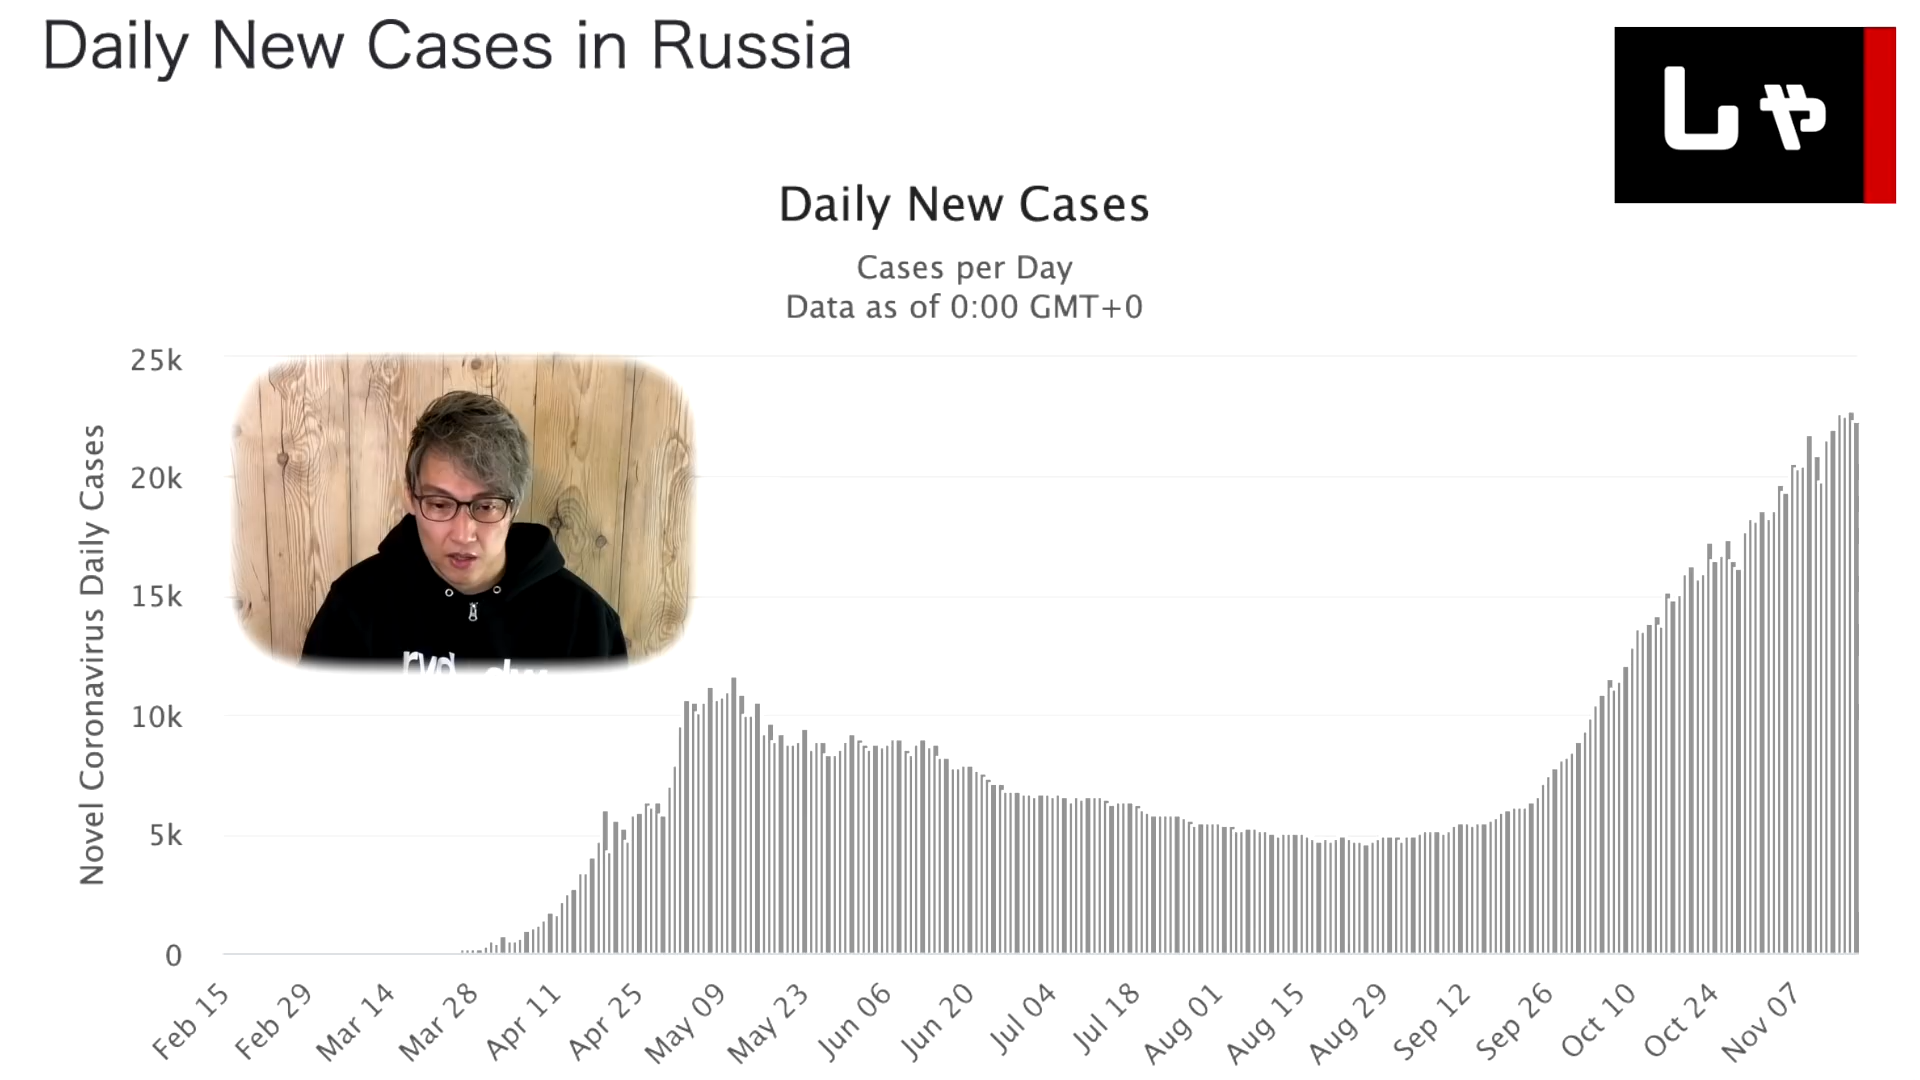 Daily New Cases in Russia
しゃ
Daily New Cases
Cases per Day
Data as of 0:00 GMT+0
Novel Coronavirus Daily Cases
25k
20k
15k
10k
5k
0
Feb 15
Feb 29
Mar 14
Mar 28
Apr 11
Apr 25
May 09
May 23
Jun 06
Jun 20
Jul 04
Jul 18
Aug 01
Aug 15
Aug 29
Sep 12
Sep 26
Oct 10
Oct 24
Nov 07